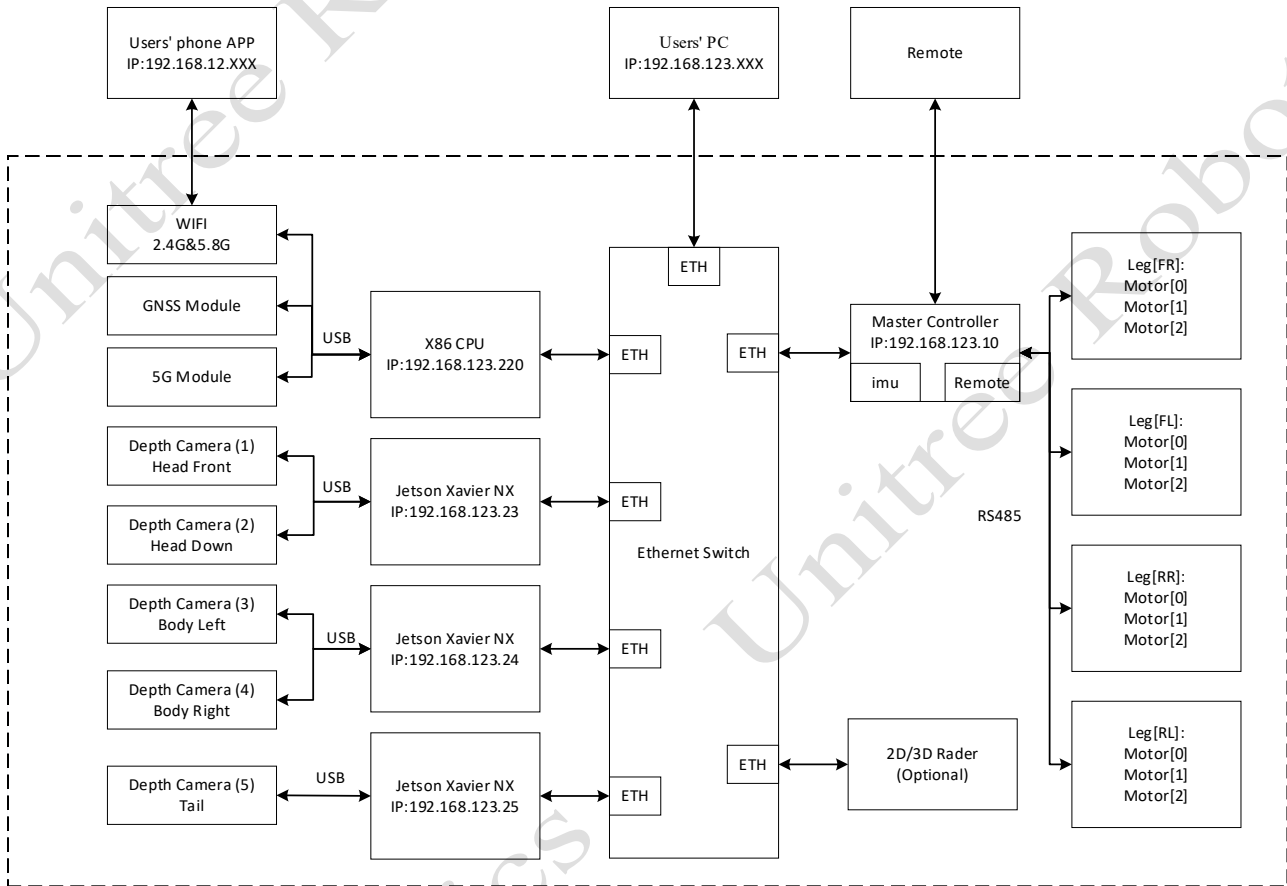 Users' phone APP
IP:192.168.12.XXX
Users' PC
IP:192.168.123.XXX
Remote
WIFI
2.4G&5.8G
GNSS Module
5G Module
USB
X86 CPU
IP:192.168.123.220
ETH
ETH
ETH
Master Controller
IP:192.168.123.10
imu
Remote
Leg[FR]:
Motor[0]
Motor[1]
Motor[2]
Depth Camera (1)
Head Front
Depth Camera (2)
Head Down
USB
Jetson Xavier NX
IP:192.168.123.23
ETH
Ethernet Switch
RS485
Leg[FL]:
Motor[0]
Motor[1]
Motor[2]
Depth Camera (3)
Body Left
Depth Camera (4)
Body Right
USB
Jetson Xavier NX
IP:192.168.123.24
ETH
Leg[RR]:
Motor[0]
Motor[1]
Motor[2]
Depth Camera (5)
Tail
USB
Jetson Xavier NX
IP:192.168.123.25
ETH
ETH
2D/3D Rader
(Optional)
Leg[RL]:
Motor[0]
Motor[1]
Motor[2]
Unitree R
Unitree Robot
ics